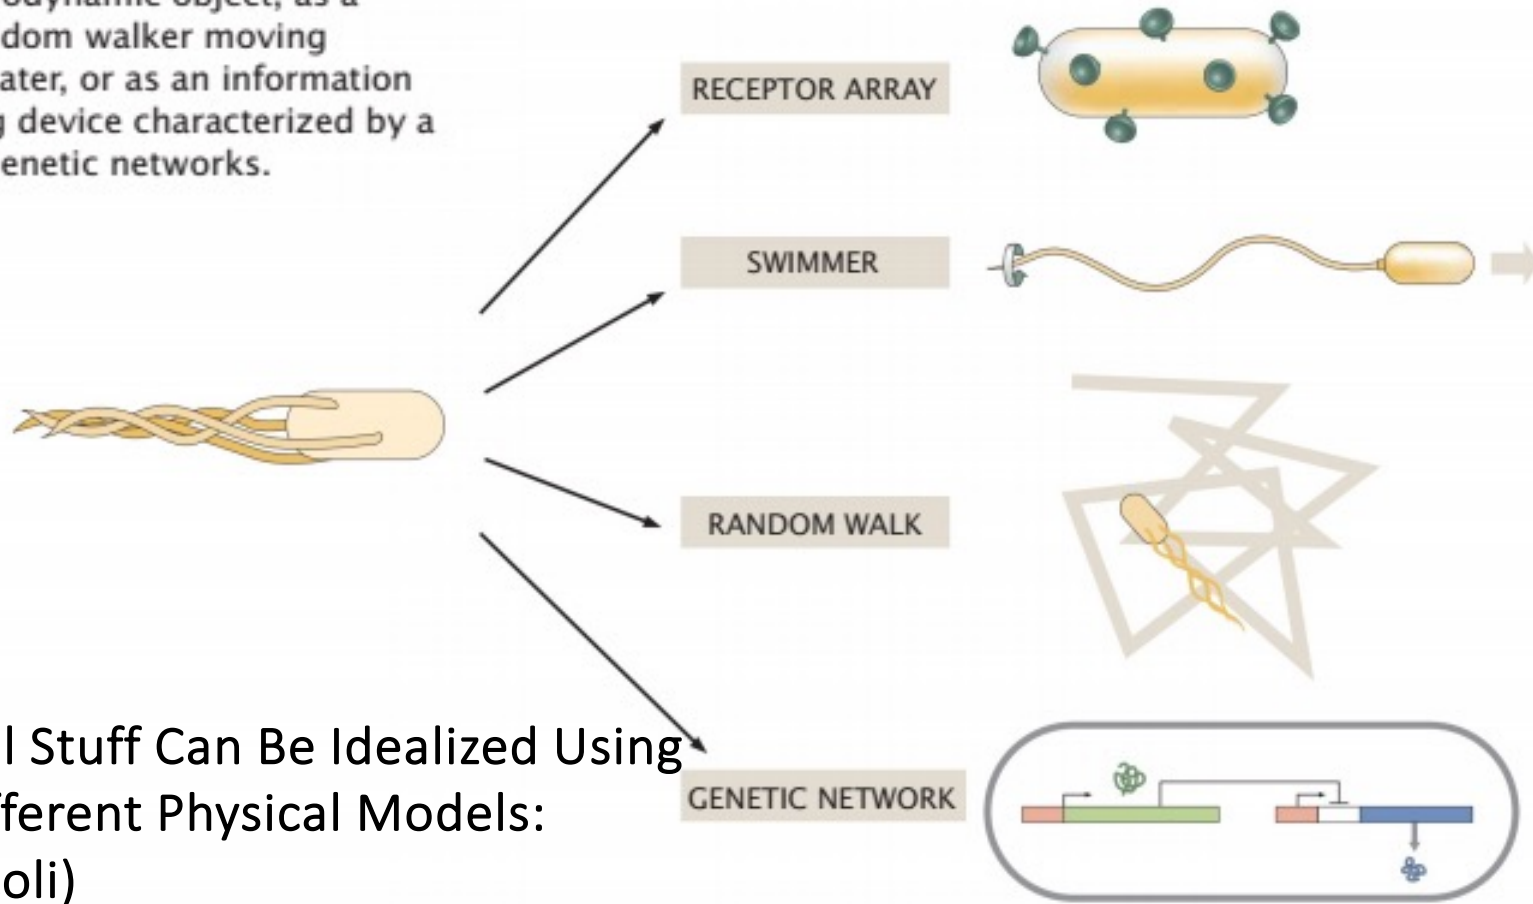 dom walker moving
ater, or as an information
g device characterized by a
enetic networks.
RECEPTOR ARRAY
SWIMMER
RANDOM WALK
GENETIC NETWORK
l Stuff Can Be Idealized Using
fferent Physical Models:
oli)